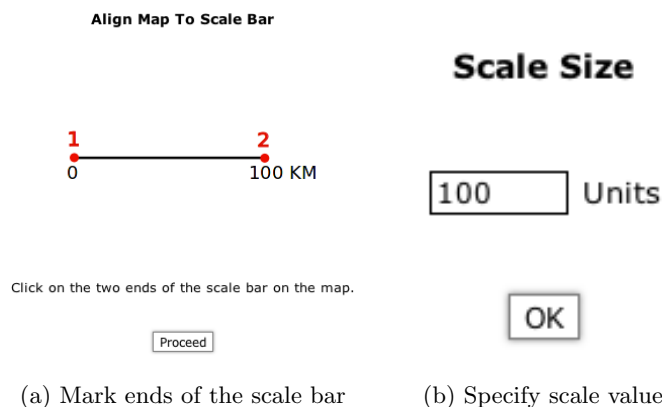 Align Map To Scale Bar
1 2
0 100 KM
Click on the two ends of the scale bar on the map.
Proceed
(a) Mark ends of the scale bar
Scale Size
100 Units
OK
(b) Specify scale value